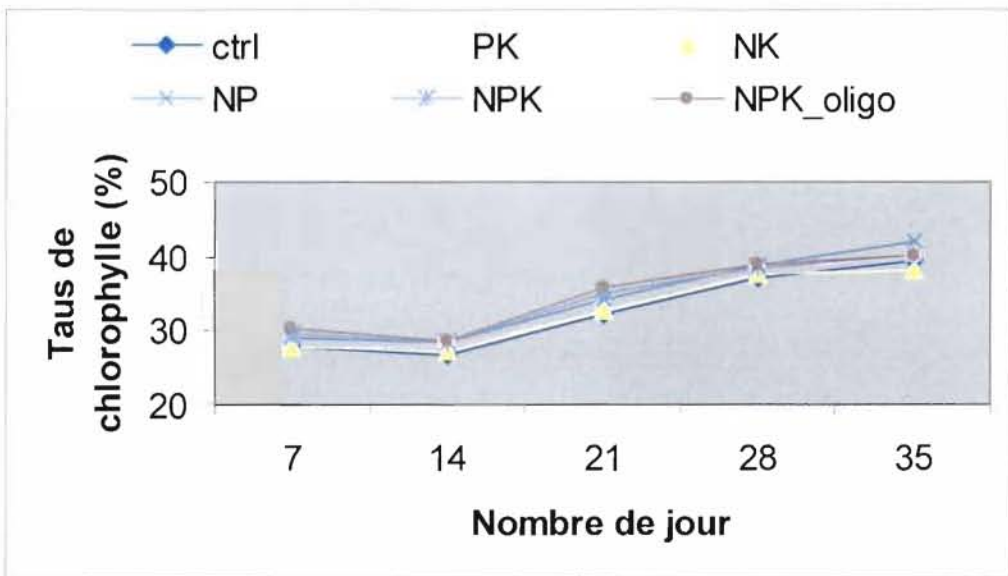 ctrl PK NK
NP NPK NPK_oligo
Taus de
chlorophylle (%)
50
40
30
20
7 14 21 28 35
Nombre de jour